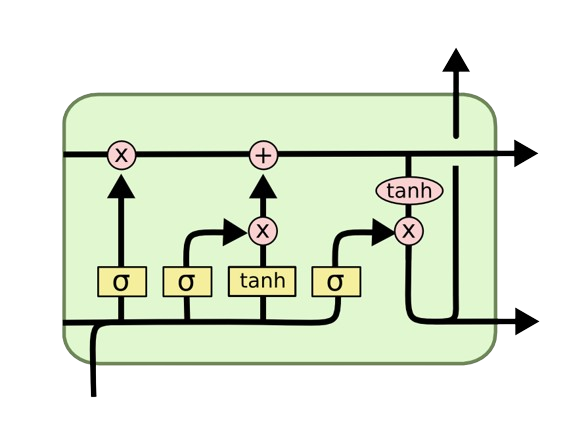 x +
tanh
x x
σ σ tanh σ